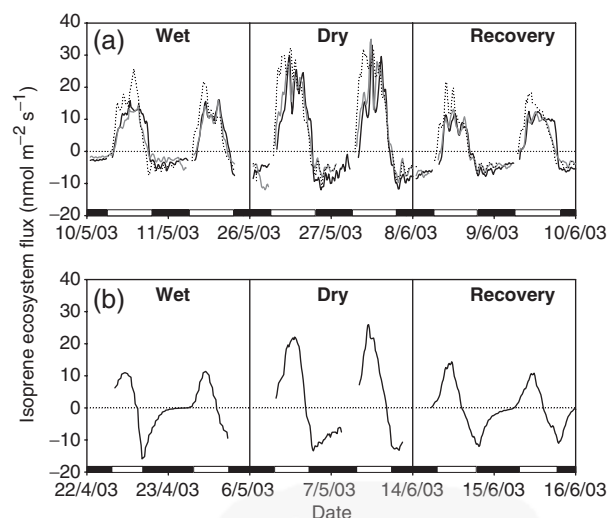 Isoprene ecosystem flux (nmol m⁻² s⁻¹)
(a) Wet Dry Recovery
40
30
20
10
0
−10
−20
10/5/03 11/5/03 26/5/03 27/5/03 8/6/03 9/6/03 10/6/03
(b) Wet Dry Recovery
40
30
20
10
0
−10
−20
22/4/03 23/4/03 6/5/03 7/5/03 14/6/03 15/6/03 16/6/03
Date